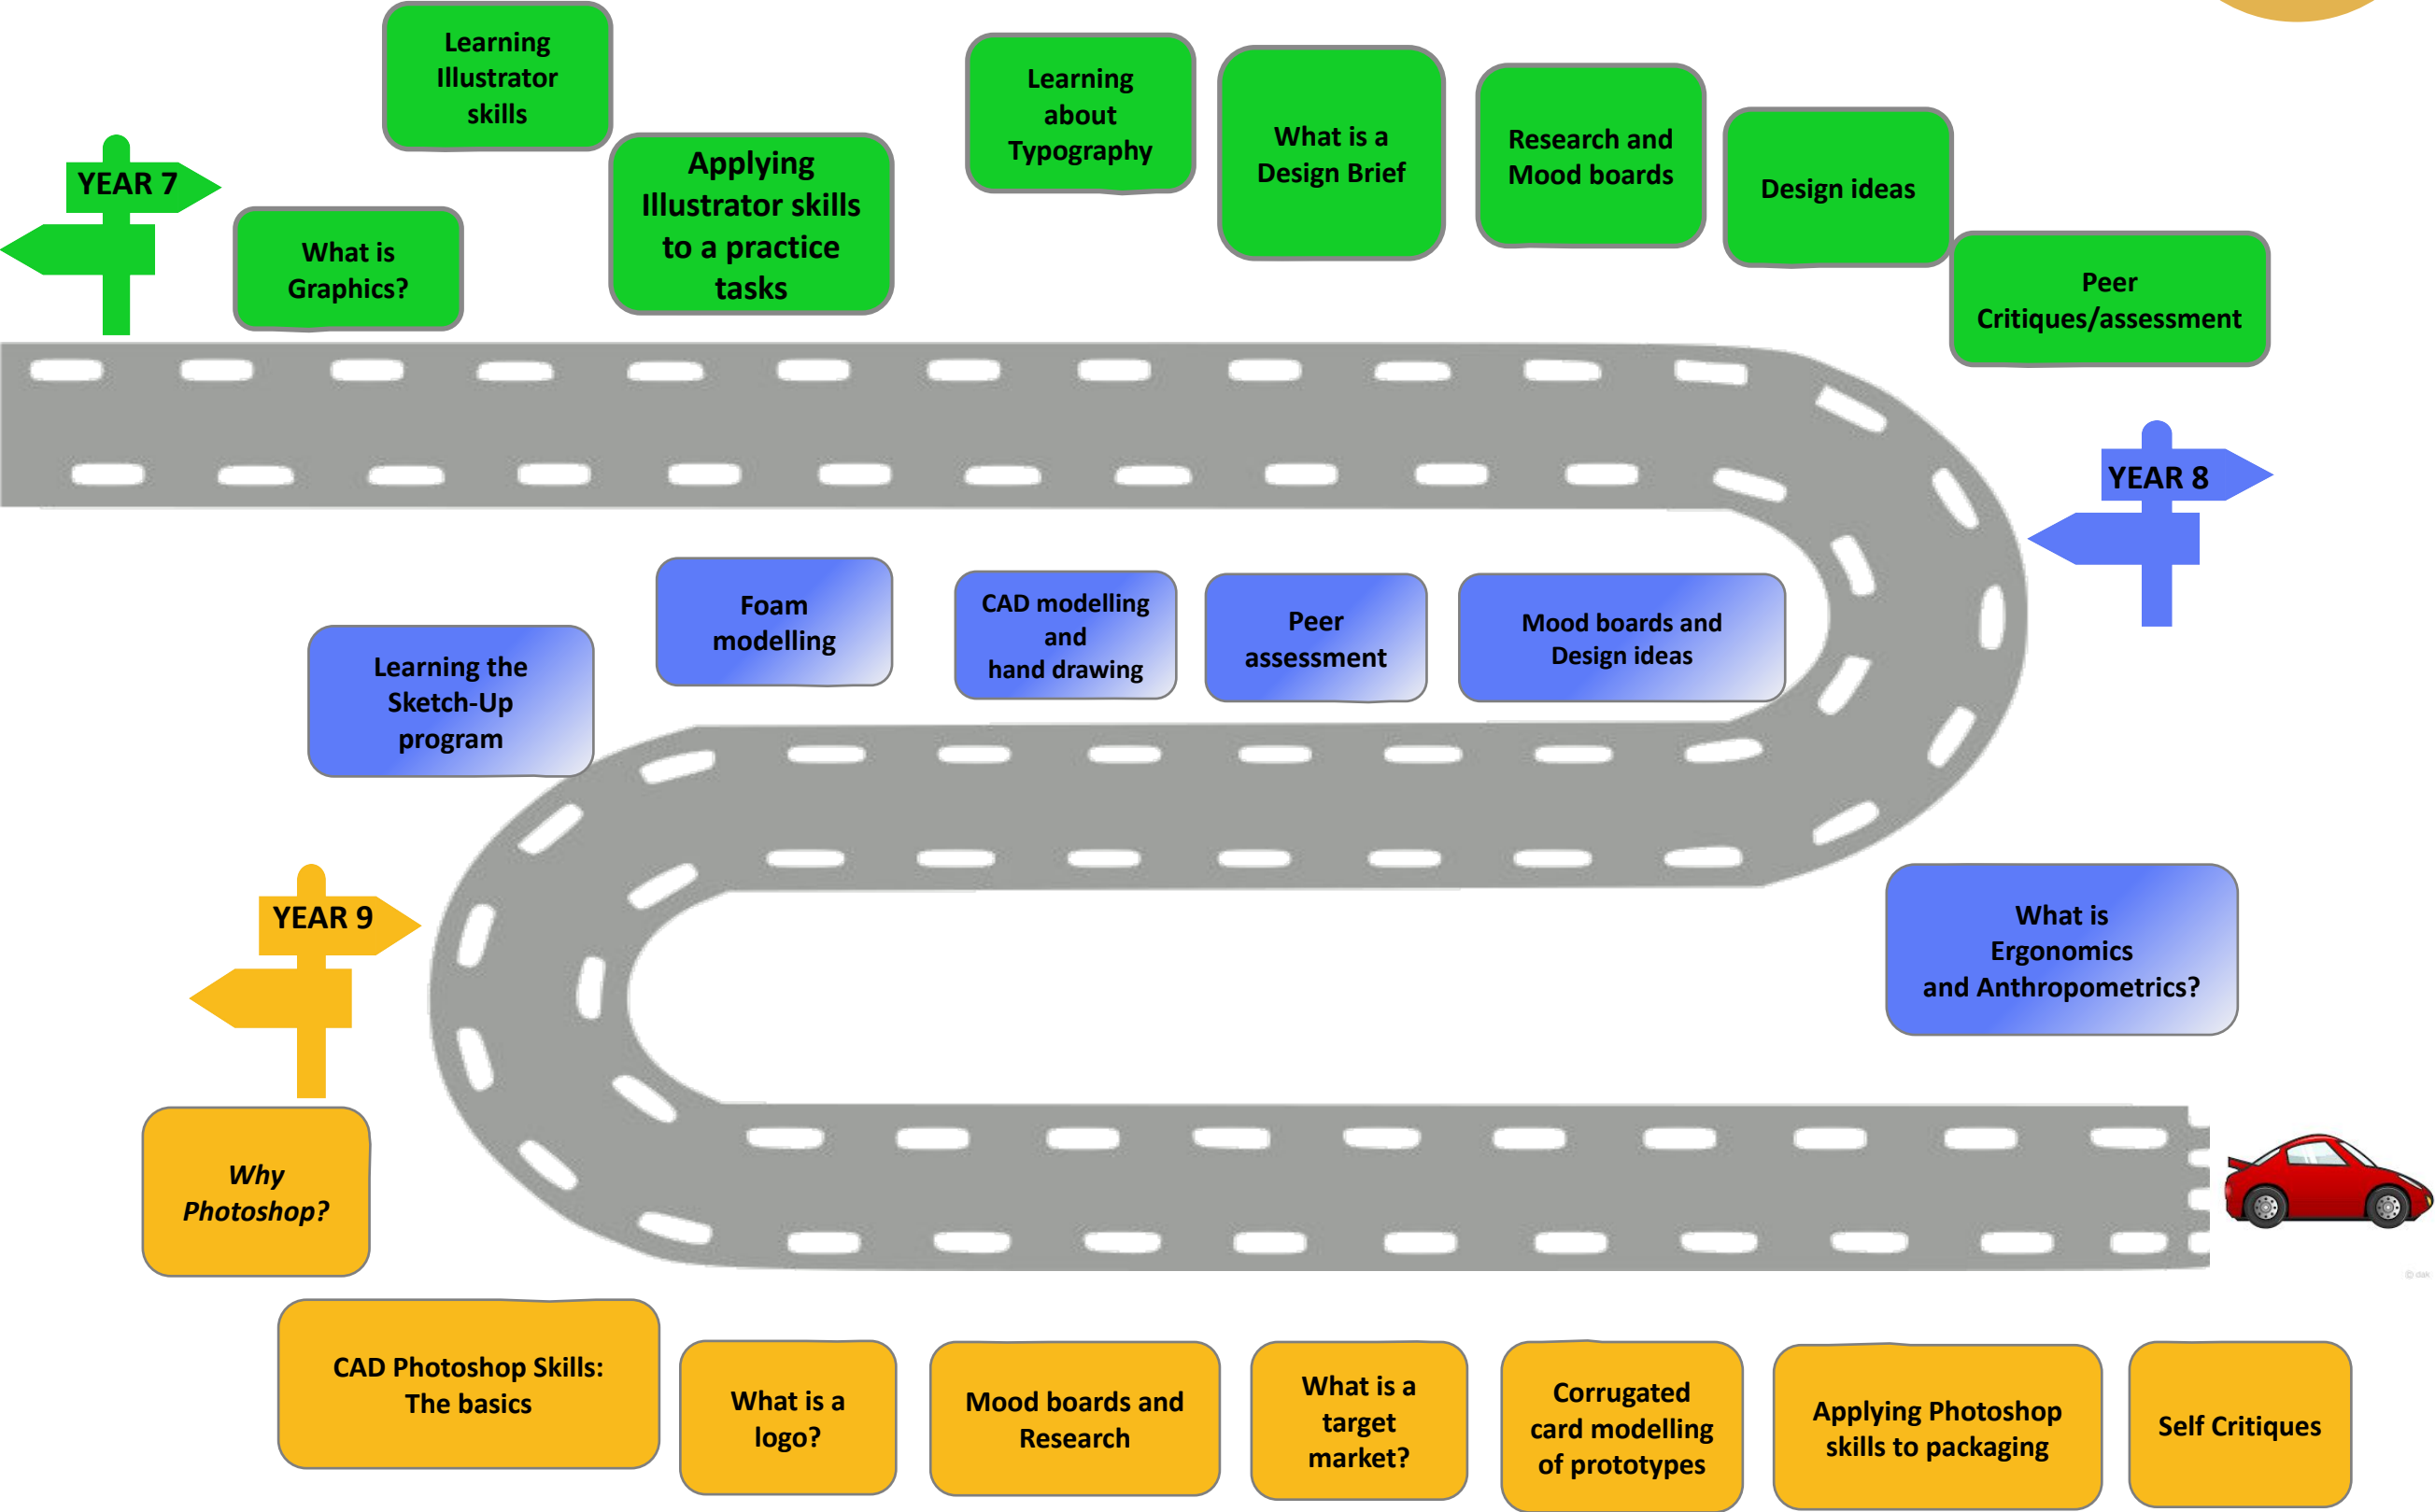 YEAR 7
What is
Graphics?
Learning
Illustrator
skills
Applying
Illustrator skills
to a practice
tasks
Learning
about
Typography
What is a
Design Brief
Research and
Mood boards
Design ideas
Peer
Critiques/assessment
YEAR 8
What is
Ergonomics
and Anthropometrics?
Mood boards and
Design ideas
Peer
assessment
CAD modelling
and
hand drawing
Foam
modelling
Learning the
Sketch-Up
program
YEAR 9
Why
Photoshop?
CAD Photoshop Skills:
The basics
What is a
logo?
Mood boards and
Research
What is a
target
market?
Corrugated
card modelling
of prototypes
Applying Photoshop
skills to packaging
Self Critiques
© dak